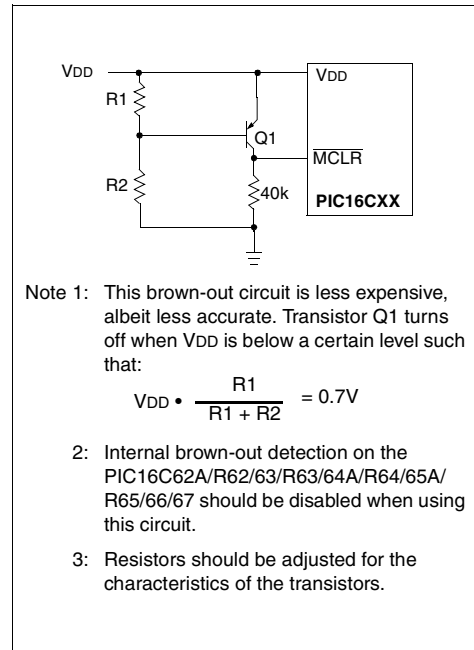 VDD
VDD
R1
Q1
MCLR
R2
40k
PIC16CXX
Note 1: This brown-out circuit is less expensive,
albeit less accurate. Transistor Q1 turns
off when VDD is below a certain level such
that:
VDD • R1 / R1 + R2 = 0.7V
2: Internal brown-out detection on the
PIC16C62A/R62/63/R63/64A/R64/65A/
R65/66/67 should be disabled when using
this circuit.
3: Resistors should be adjusted for the
characteristics of the transistors.